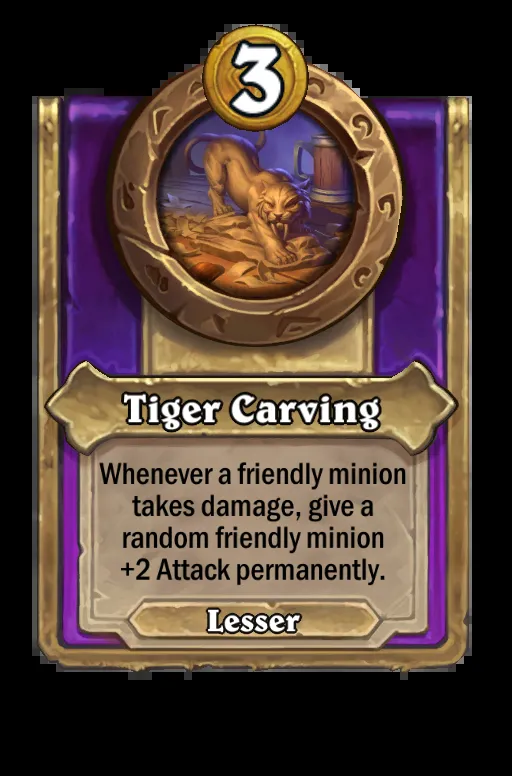 3
Tiger Carving
Whenever a friendly minion
takes damage, give a
random friendly minion
+2 Attack permanently.
Lesser